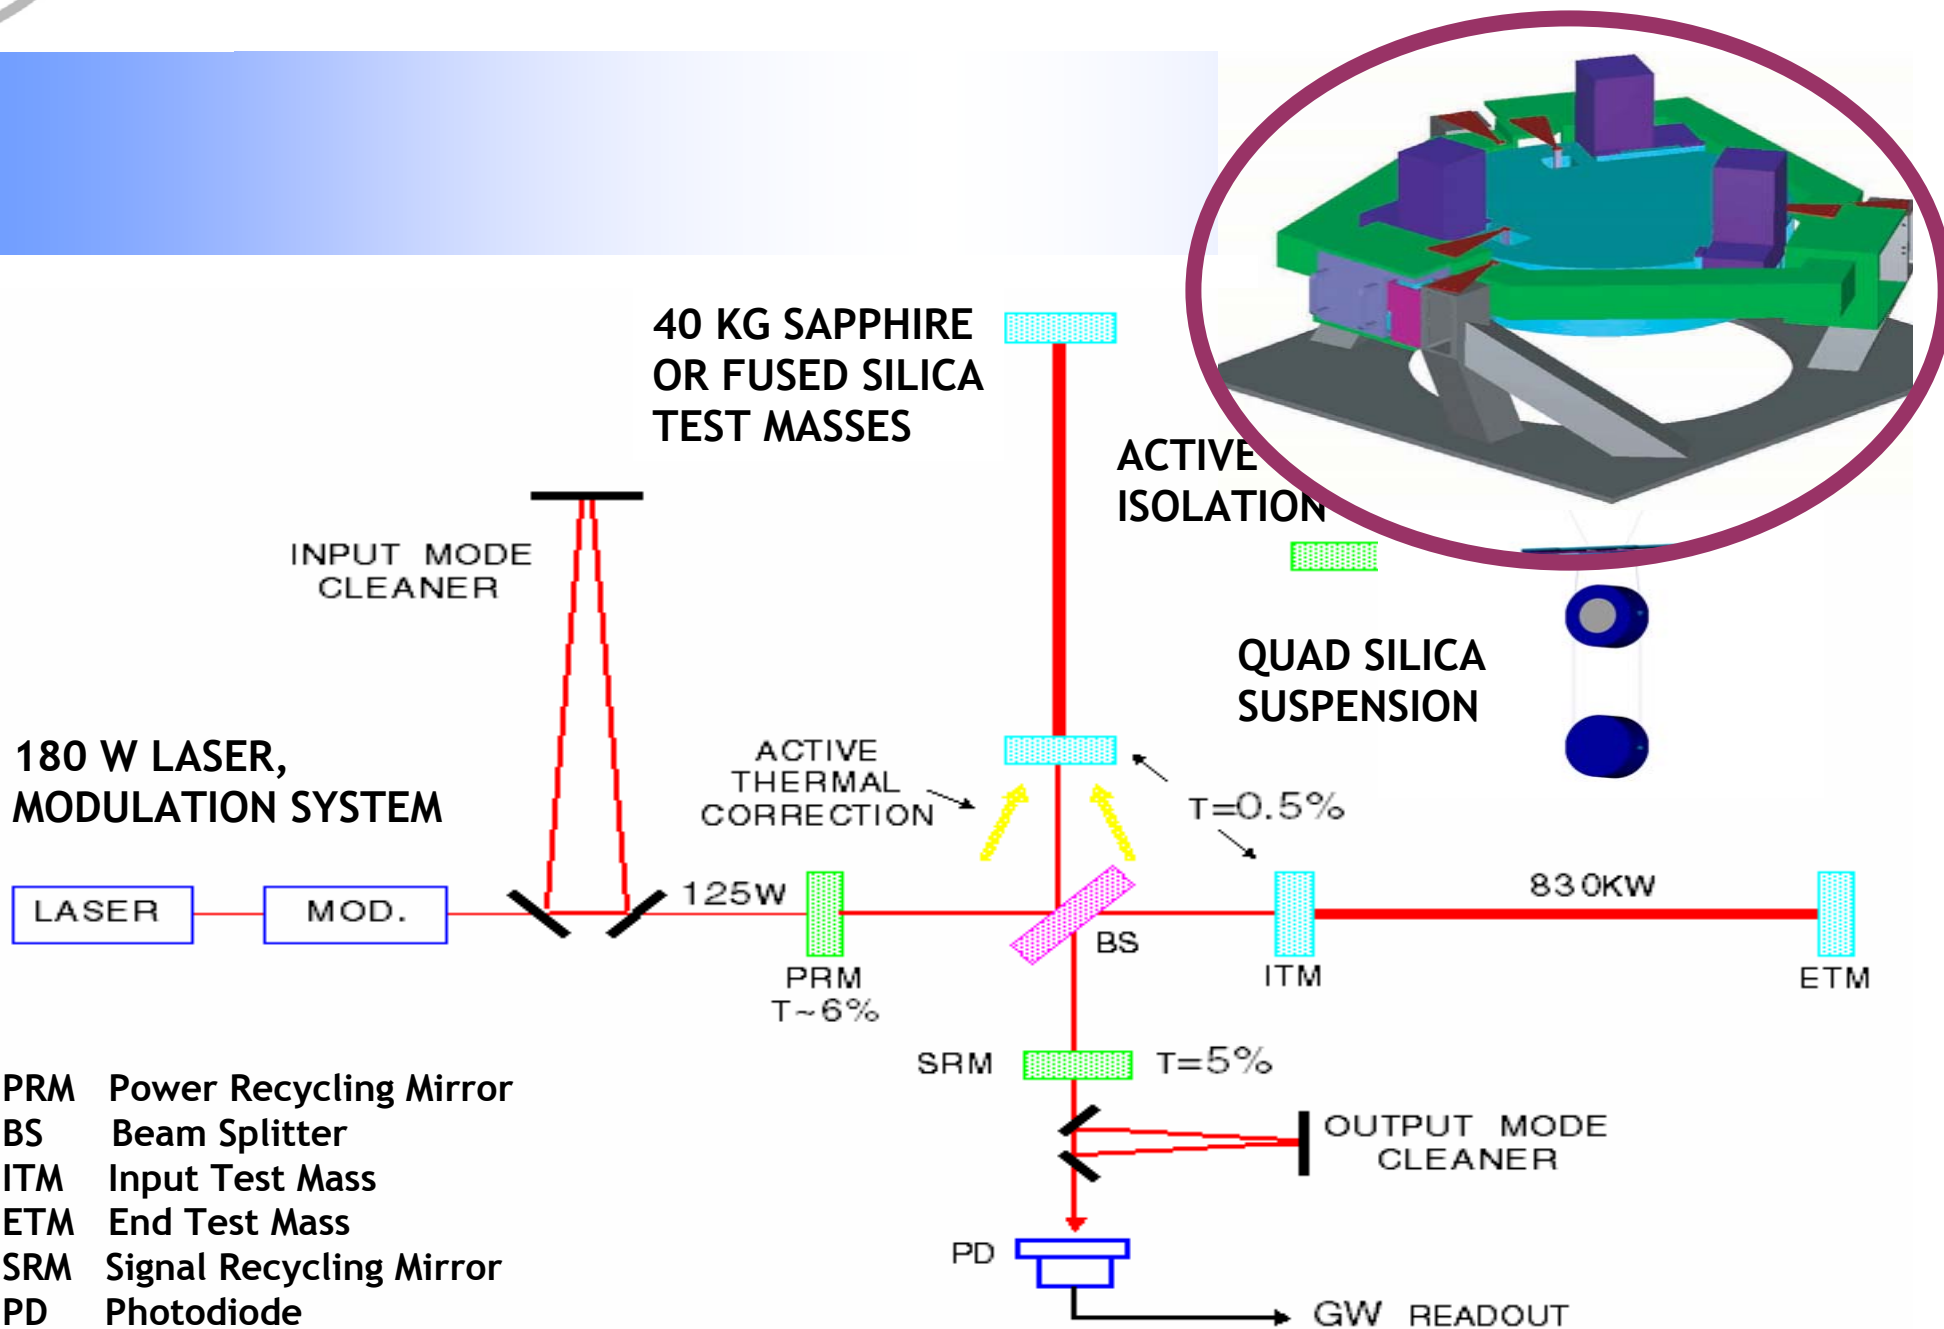 40 KG SAPPHIRE
OR FUSED SILICA
TEST MASSES
ACTIVE
ISOLATION
INPUT MODE
CLEANER
QUAD SILICA
SUSPENSION
180 W LASER,
MODULATION SYSTEM
ACTIVE
THERMAL
CORRECTION
T=0.5%
LASER
MOD.
125W
830KW
BS
PRM
T~6%
ITM
ETM
SRM
T=5%
OUTPUT MODE
CLEANER
PD
GW READOUT
PRM Power Recycling Mirror
BS Beam Splitter
ITM Input Test Mass
ETM End Test Mass
SRM Signal Recycling Mirror
PD Photodiode